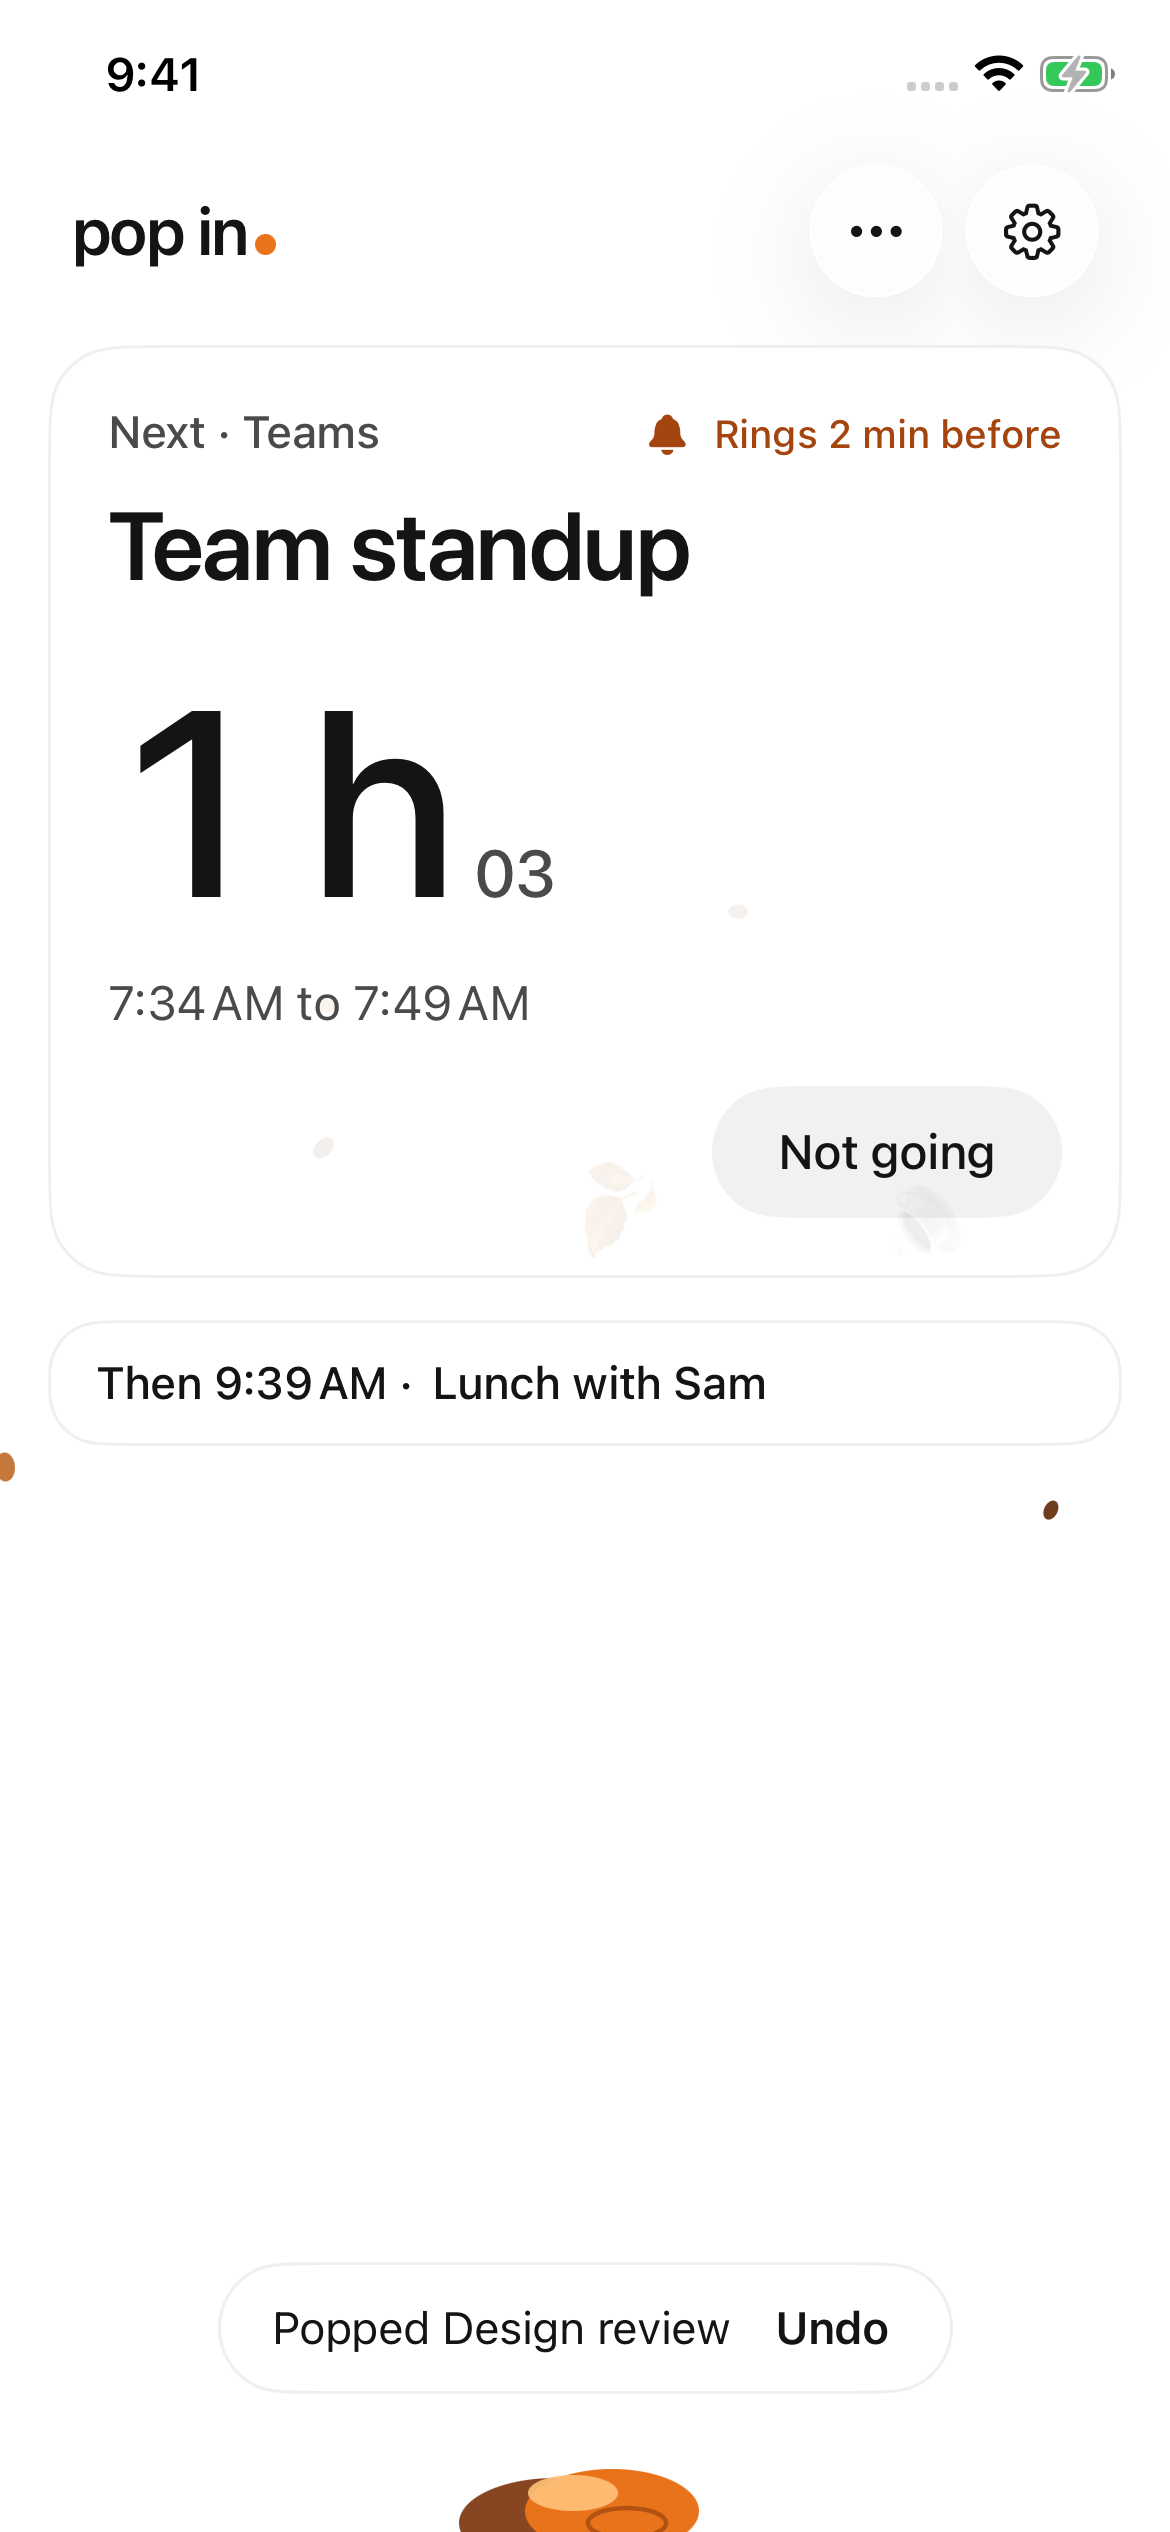 9:41
pop in.
Next · Teams
Rings 2 min before
Team standup
1 h 03
7:34 AM to 7:49 AM
Not going
Then 9:39 AM · Lunch with Sam
Popped Design review Undo